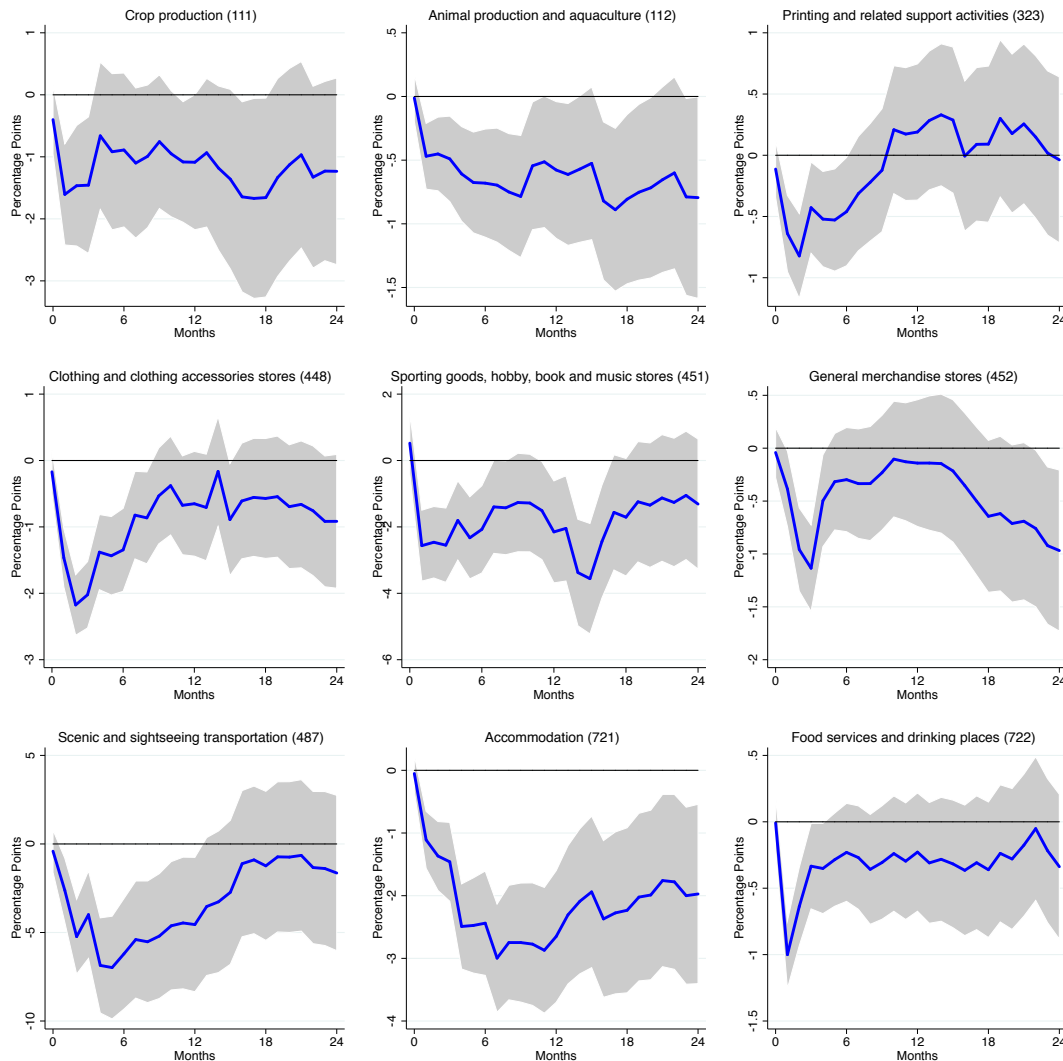 Crop production (111)
Percentage Points
1
0
-1
-2
-3
0 6 12 18 24
Months
Animal production and aquaculture (112)
Percentage Points
.5
0
-.5
-1
-1.5
0 6 12 18 24
Months
Printing and related support activities (323)
Percentage Points
1
.5
0
-.5
-1
0 6 12 18 24
Months
Clothing and clothing accessories stores (448)
Percentage Points
1
0
-1
-2
-3
0 6 12 18 24
Months
Sporting goods, hobby, book and music stores (451)
Percentage Points
2
0
-2
-4
-6
0 6 12 18 24
Months
General merchandise stores (452)
Percentage Points
.5
0
-.5
-1
-1.5
-2
0 6 12 18 24
Months
Scenic and sightseeing transportation (487)
Percentage Points
5
0
-5
-10
0 6 12 18 24
Months
Accommodation (721)
Percentage Points
0
-1
-2
-3
-4
0 6 12 18 24
Months
Food services and drinking places (722)
Percentage Points
.5
0
-.5
-1
-1.5
0 6 12 18 24
Months